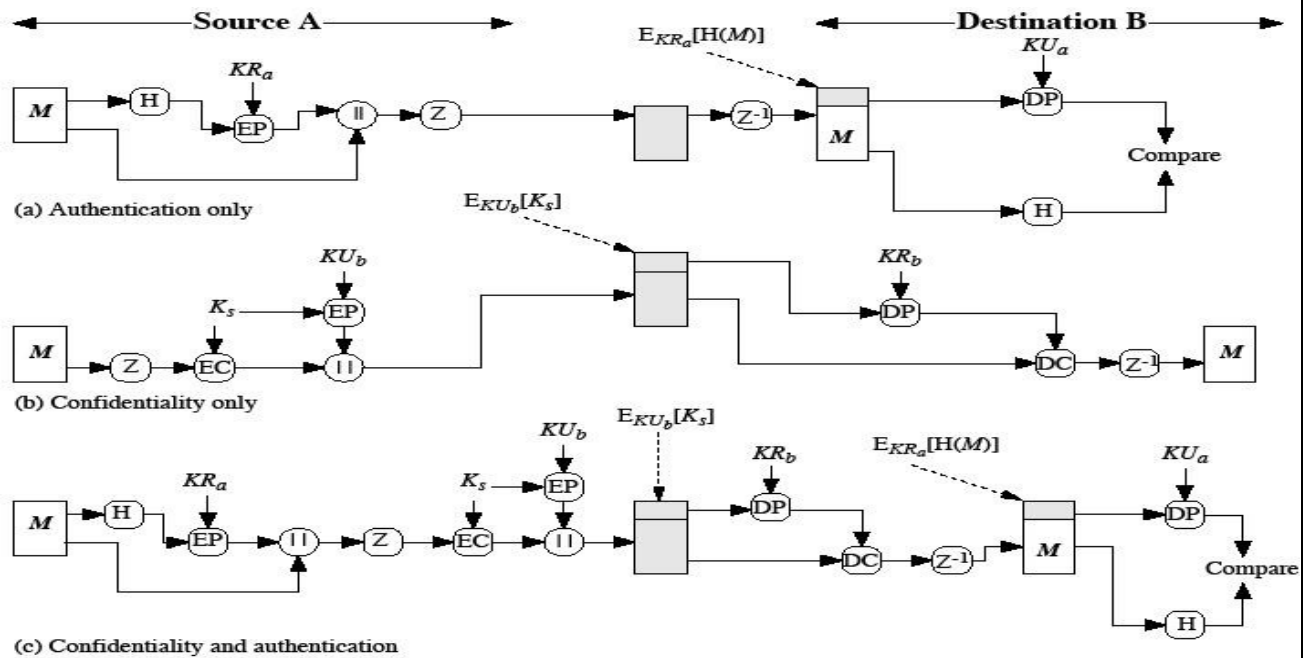 Source A
Destination B
E_{KR_a}[H(M)]
KU_a
KR_a
M
H
EP
||
Z
Z⁻¹
M
DP
Compare
H
(a) Authentication only
E_{KU_b}[K_s]
KU_b
KR_b
K_s
EP
DP
M
Z
EC
||
DC
Z⁻¹
M
(b) Confidentiality only
KU_b
E_{KU_b}[K_s]
KR_b
E_{KR_a}[H(M)]
KU_a
KR_a
K_s
EP
M
H
EP
||
Z
EC
||
DP
DC
Z⁻¹
M
DP
Compare
H
(c) Confidentiality and authentication